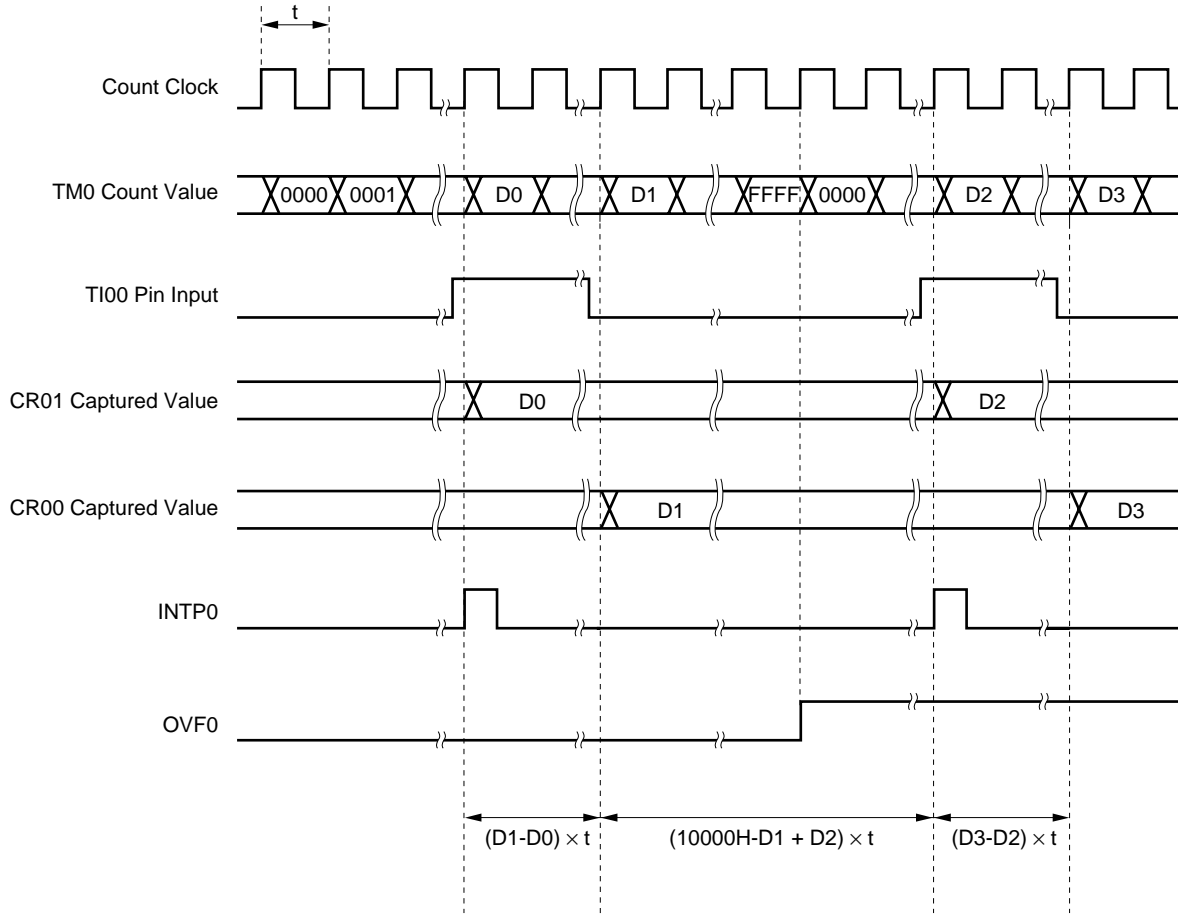 t
Count Clock
TM0 Count Value 0000 0001 D0 D1 FFFF 0000 D2 D3
TI00 Pin Input
CR01 Captured Value D0 D2
CR00 Captured Value D1 D3
INTP0
OVF0
(D1-D0) × t (10000H-D1 + D2) × t (D3-D2) × t